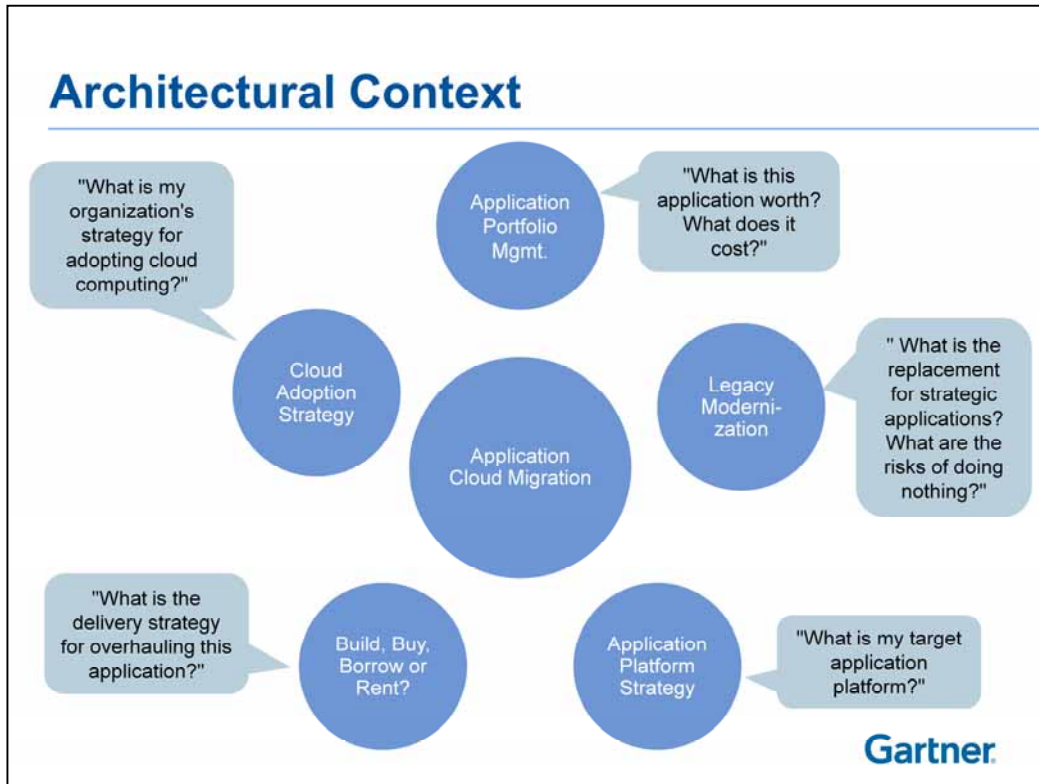 Architectural Context
"What is my
organization's
strategy for
adopting cloud
computing?"
Application
Portfolio
Mgmt.
"What is this
application worth?
What does it
cost?"
Cloud
Adoption
Strategy
Application
Cloud Migration
Legacy
Moderni-
zation
" What is the
replacement
for strategic
applications?
What are the
risks of doing
nothing?"
"What is the
delivery strategy
for overhauling this
application?"
Build, Buy,
Borrow or
Rent?
Application
Platform
Strategy
"What is my target
application
platform?"
Gartner